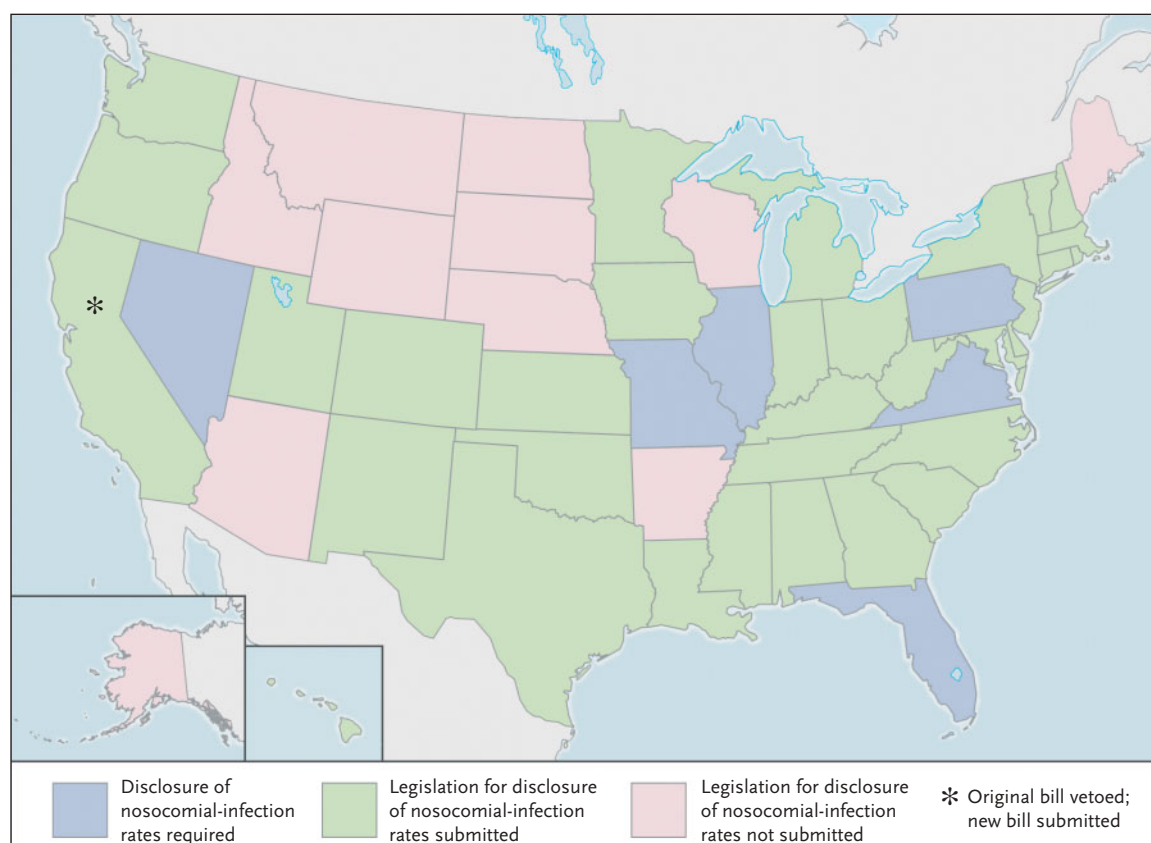 *
Disclosure of
nosocomial-infection
rates required
Legislation for disclosure
of nosocomial-infection
rates submitted
Legislation for disclosure
of nosocomial-infection
rates not submitted
* Original bill vetoed;
new bill submitted